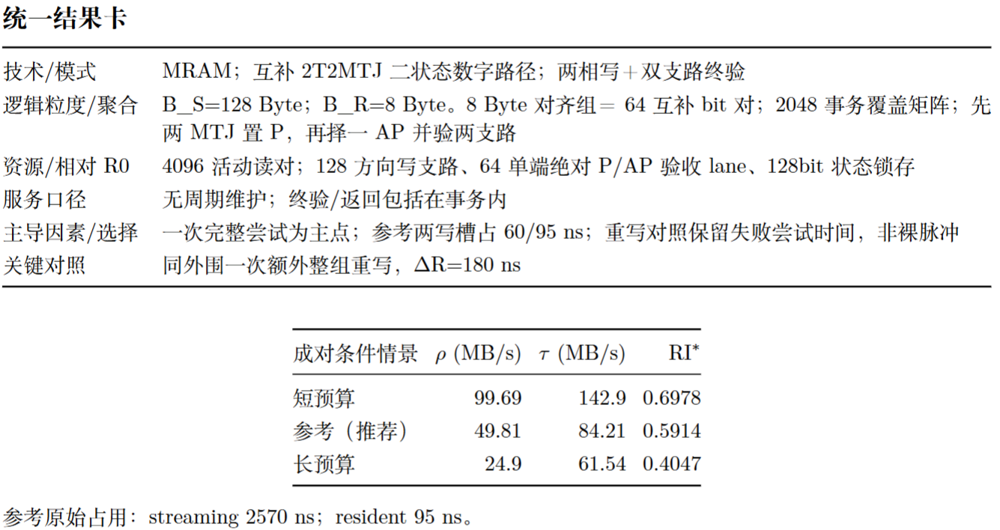 统一结果卡
技术/模式 MRAM；互补 2T2MTJ 二状态数字路径；两相写+双支路终验
逻辑粒度/聚合 B_S=128 Byte；B_R=8 Byte。8 Byte 对齐组= 64 互补 bit 对；2048 事务覆盖矩阵；先
两 MTJ 置 P，再择一 AP 并验两支路
资源/相对 R0 4096 活动读对；128 方向写支路、64 单端绝对 P/AP 验收 lane、128bit 状态锁存
服务口径 无周期维护；终验/返回包括在事务内
主导因素/选择 一次完整尝试为主点；参考两写槽占 60/95 ns；重写对照保留失败尝试时间，非裸脉冲
关键对照 同外围一次额外整组重写，ΔR=180 ns
成对条件情景 ρ (MB/s) τ (MB/s) RI*
短预算 99.69 142.9 0.6978
参考（推荐） 49.81 84.21 0.5914
长预算 24.9 61.54 0.4047
参考原始占用：streaming 2570 ns；resident 95 ns。